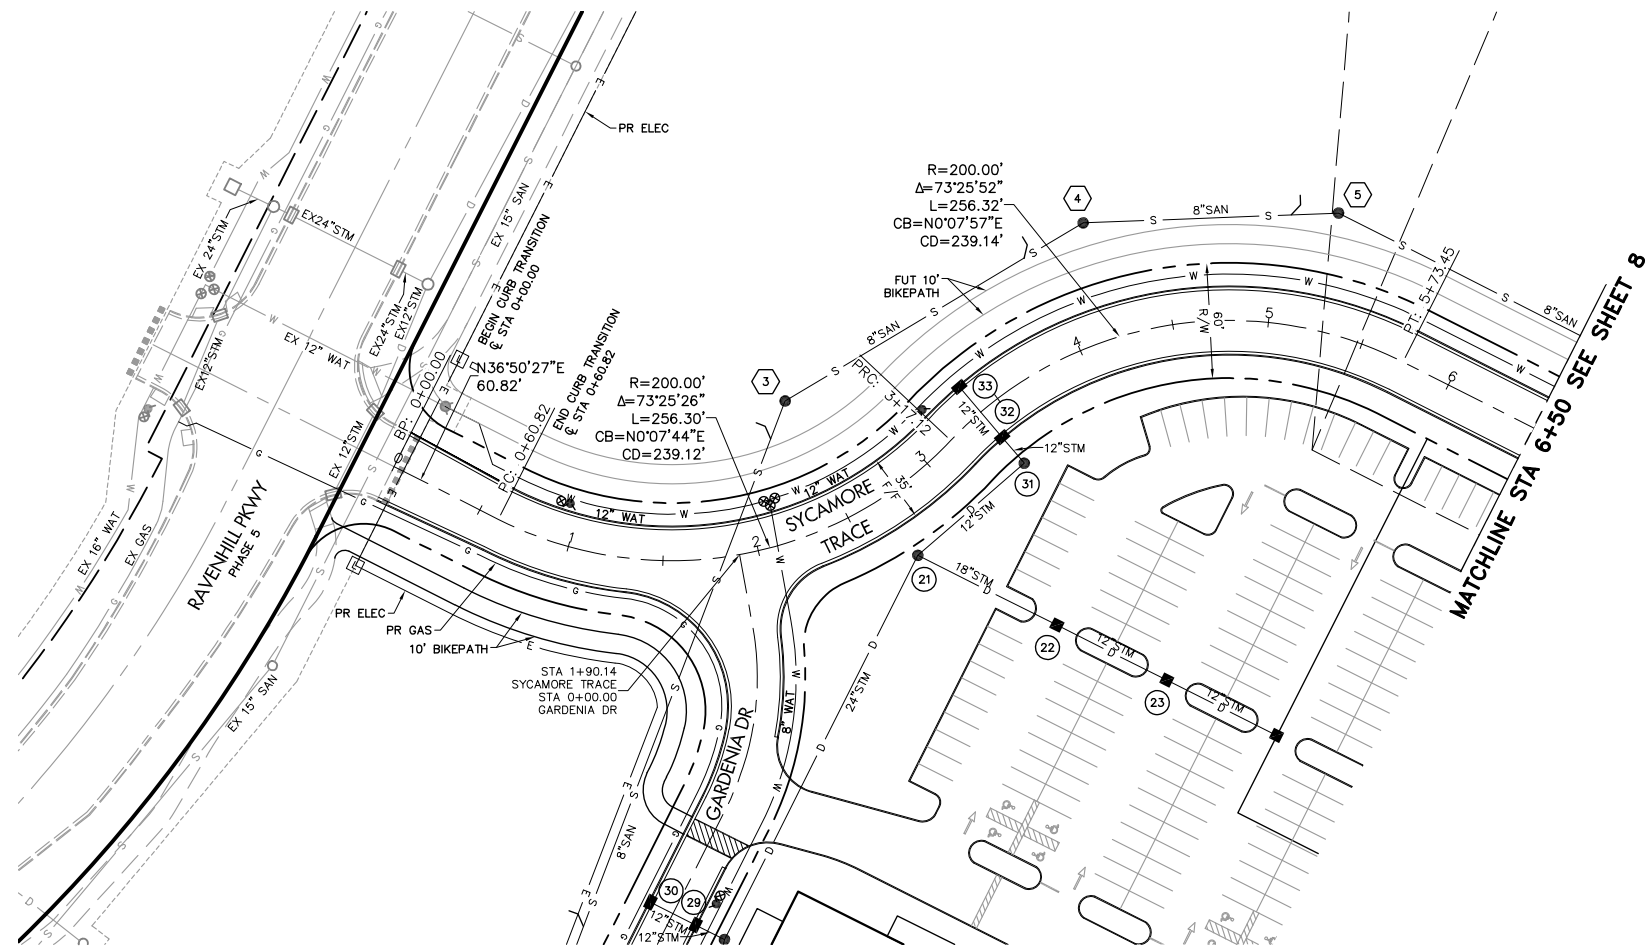 PR ELEC
EX 15" SAN
EX24"STM
EX 24"STM
EX24"STM
EX12"STM
EX12"STM
EX 12" WAT
EX 12"STM
EX 16" WAT
EX GAS
EX 15" SAN
RAVENHILL PKWY
PHASE 5
BEGIN CURB TRANSITION
℄ STA 0+00.00
END CURB TRANSITION
℄ STA 0+60.82
BP: 0+00.00
N36°50'27"E
60.82'
PC: 0+60.82
R=200.00'
Δ=73°25'26"
L=256.30'
CB=N0°07'44"E
CD=239.12'
R=200.00'
Δ=73°25'52"
L=256.32'
CB=N0°07'57"E
CD=239.14'
FUT 10'
BIKEPATH
3
4
5
8"SAN
8"SAN
8"SAN
PRC: 3+17.12
PT: 5+73.45
60'
R/W
35'
F/F
1
2
3
4
5
6
12" WAT
12" WAT
SYCAMORE
TRACE
33
32
31
12"STM
12"STM
12"STM
21
18"STM
22
12"STM
23
12"STM
24"STM
PR ELEC
PR GAS
10' BIKEPATH
STA 1+90.14
SYCAMORE TRACE
STA 0+00.00
GARDENIA DR
GARDENIA DR
8" WAT
8"SAN
30
29
12"STM
12"STM
MATCHLINE STA 6+50 SEE SHEET 8